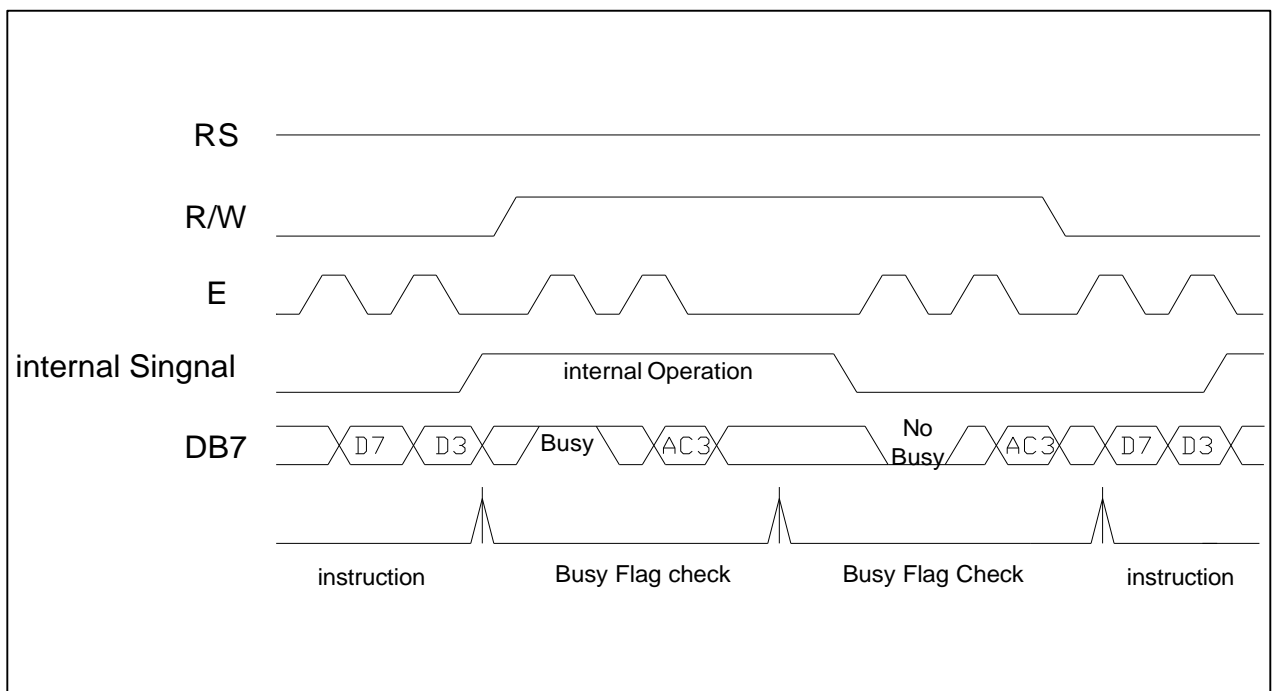 RS
R/W
E
internal Singnal
internal Operation
DB7
D7 D3 Busy AC3 No Busy AC3 D7 D3
instruction Busy Flag check Busy Flag Check instruction